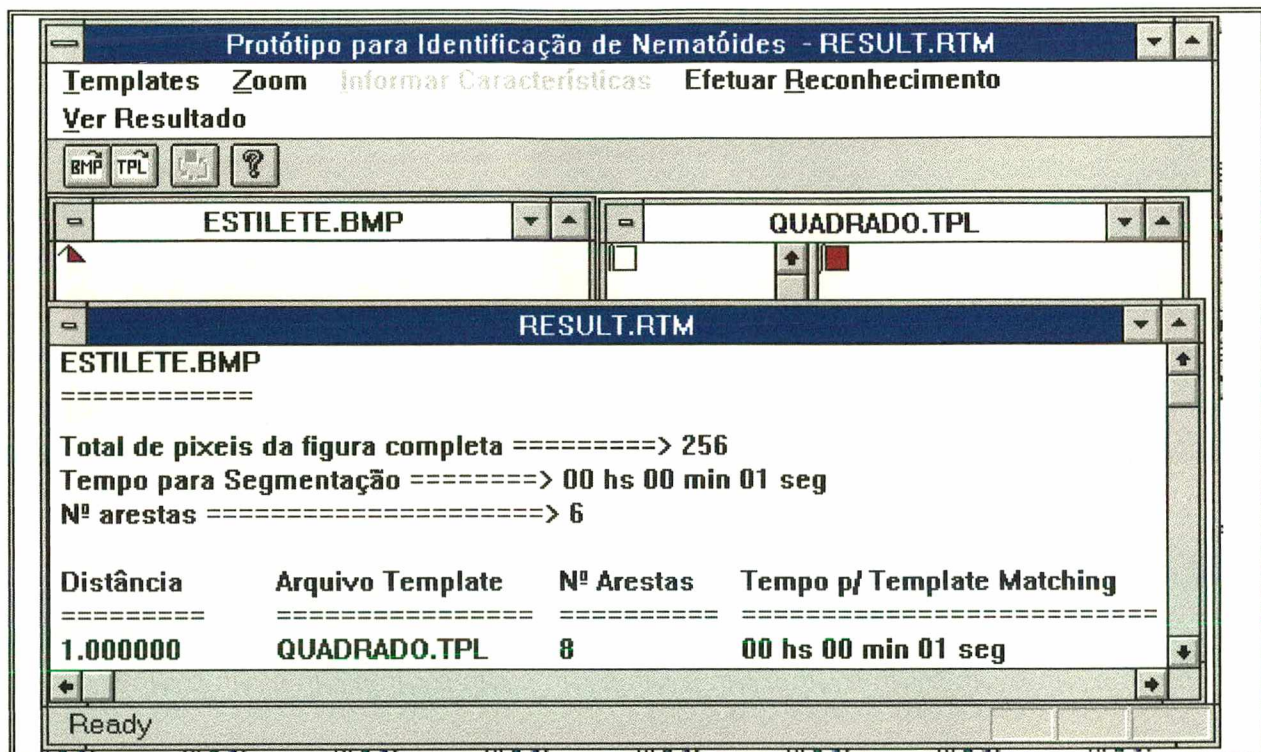 Protótipo para Identificação de Nematóides - RESULT.RTM
Templates Zoom Informar Características Efetuar Reconhecimento
Ver Resultado
BMP TPL ?
ESTILETE.BMP QUADRADO.TPL
RESULT.RTM
ESTILETE.BMP
============
Total de pixeis da figura completa =========> 256
Tempo para Segmentação ========> 00 hs 00 min 01 seg
Nº arestas =====================> 6
Distância Arquivo Template Nº Arestas Tempo p/ Template Matching
========= ================ ========== ==========================
1.000000 QUADRADO.TPL 8 00 hs 00 min 01 seg
Ready